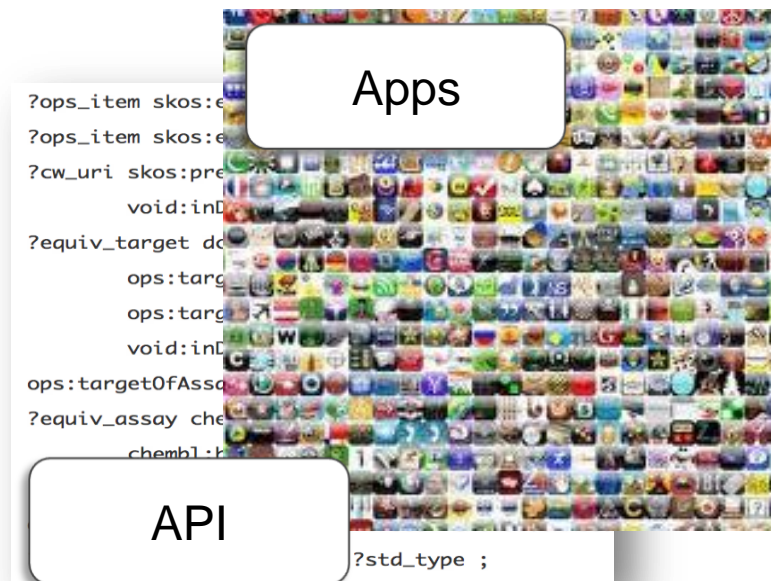 Apps
?ops_item skos:e
?ops_item skos:e
?cw_uri skos:pre
void:inD
?equiv_target dc
ops:targ
ops:targ
void:inD
ops:targetOfAssa
?equiv_assay che
chembl:h
API
?std_type ;